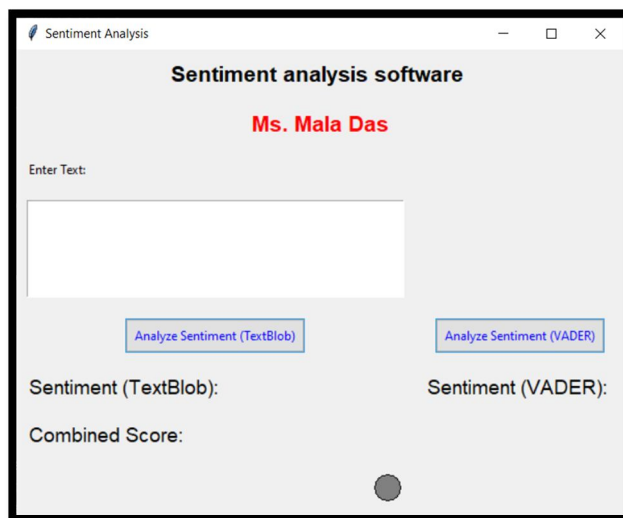 Sentiment Analysis
Sentiment analysis software
Ms. Mala Das
Enter Text:
Analyze Sentiment (TextBlob) Analyze Sentiment (VADER)
Sentiment (TextBlob): Sentiment (VADER):
Combined Score: